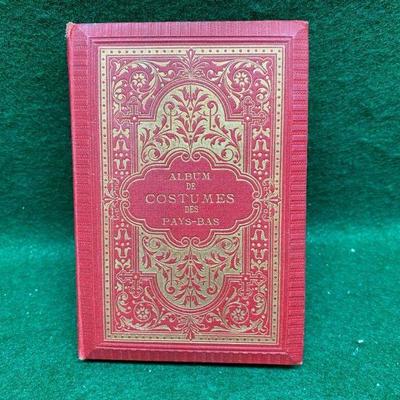 ALBUM
DE
COSTUMES
DES
PAYS-BAS